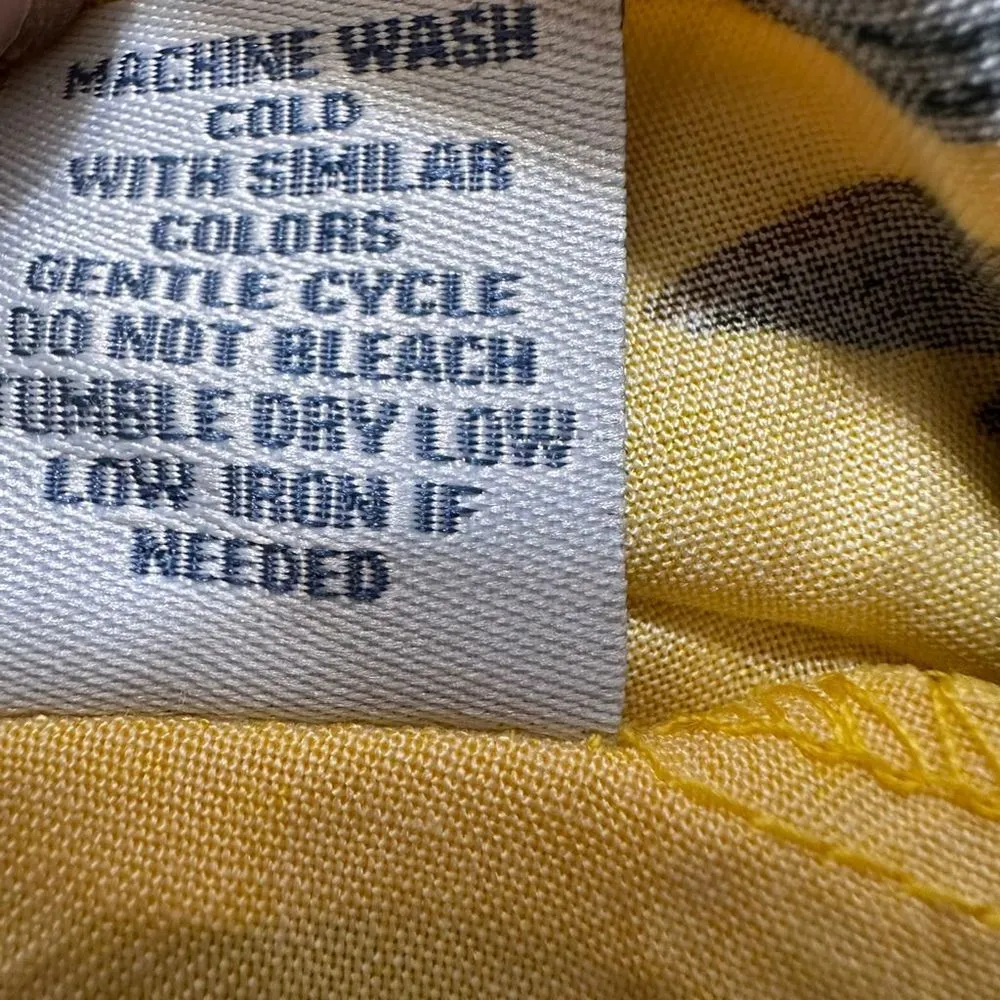 MACHINE WASH
COLD
WITH SIMILAR
COLORS
GENTLE CYCLE
DO NOT BLEACH
TUMBLE DRY LOW
LOW IRON IF
NEEDED